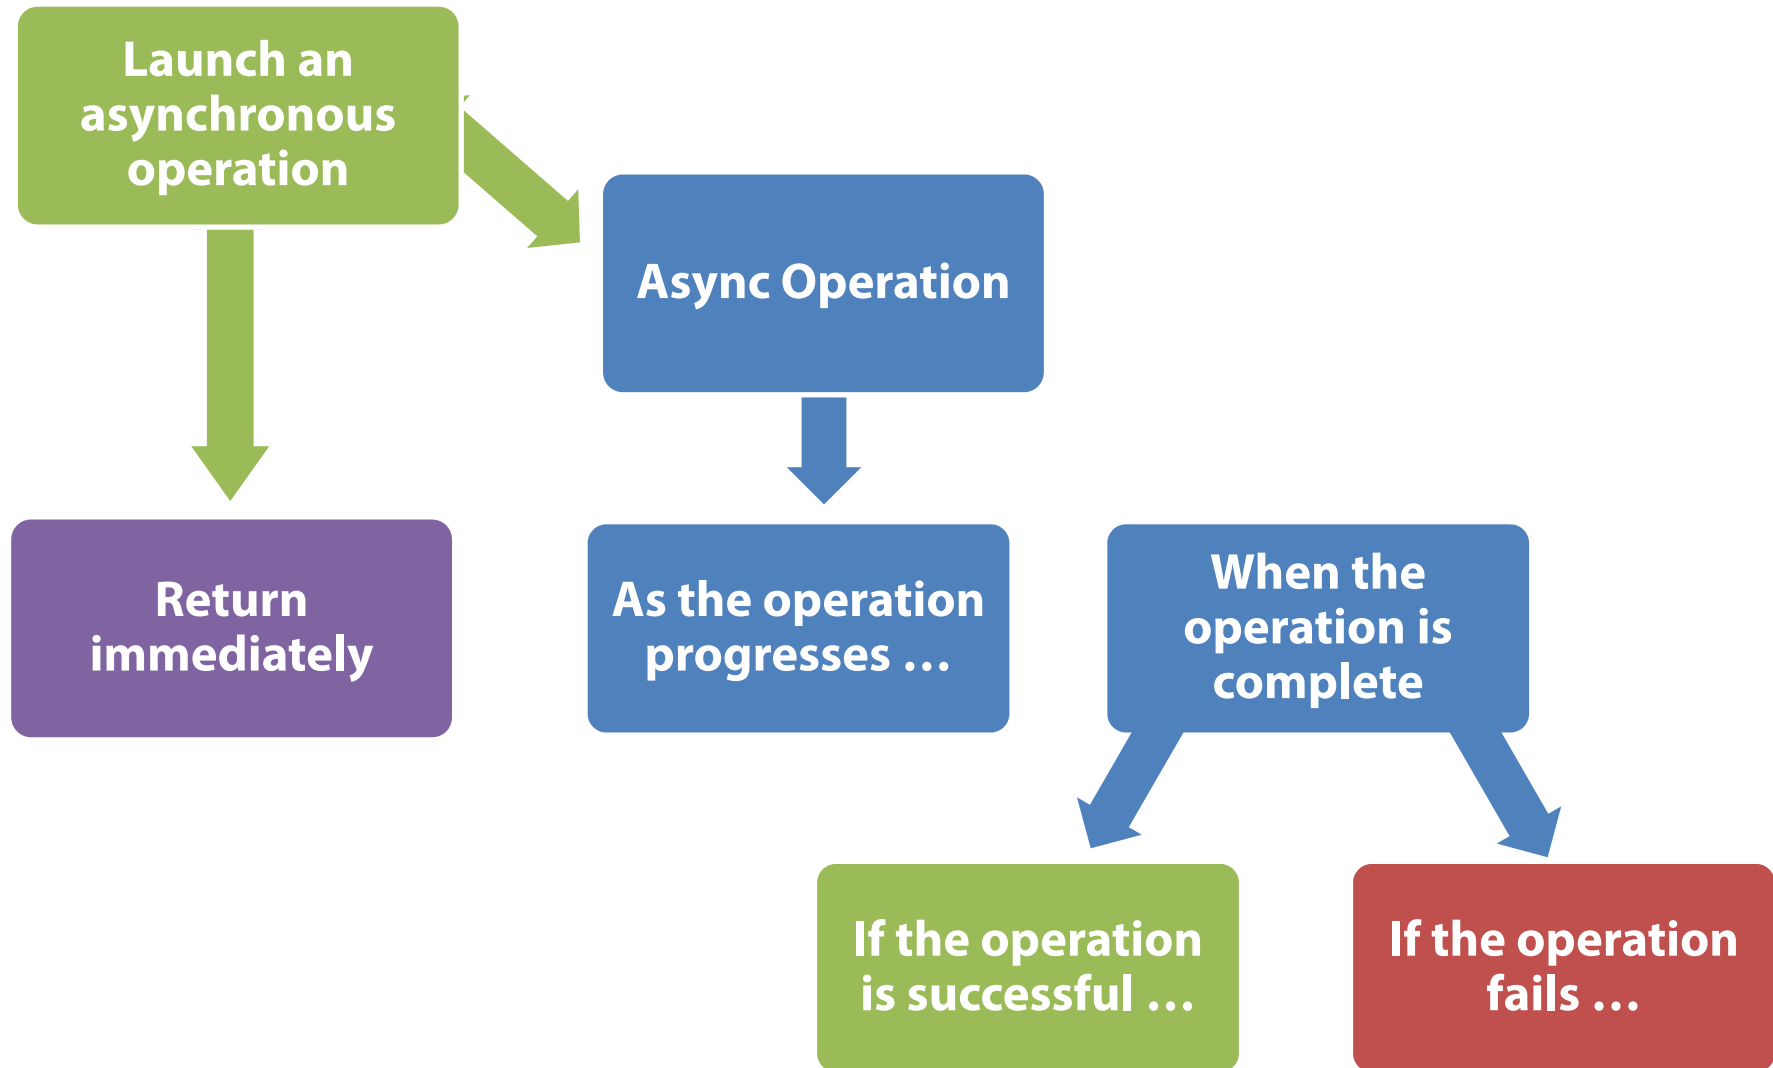 Launch an
asynchronous
operation
Async Operation
Return
immediately
As the operation
progresses …
When the
operation is
complete
If the operation
is successful …
If the operation
fails …